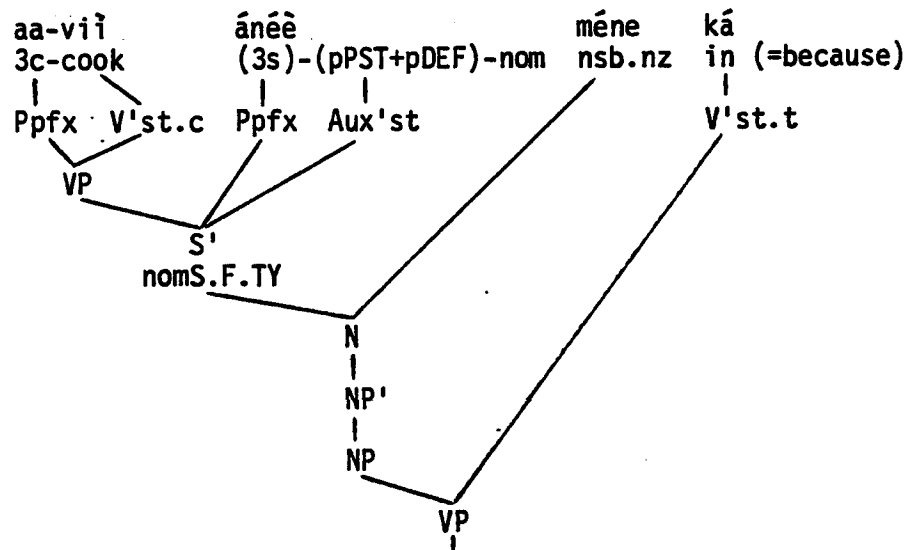 aa-viì ánéè méne ká
3c-cook (3s)-(pPST+pDEF)-nom nsb.nz in (=because)
Ppfx V'st.c Ppfx Aux'st V'st.t
VP
S'
nomS.F.TY
N
NP'
NP
VP